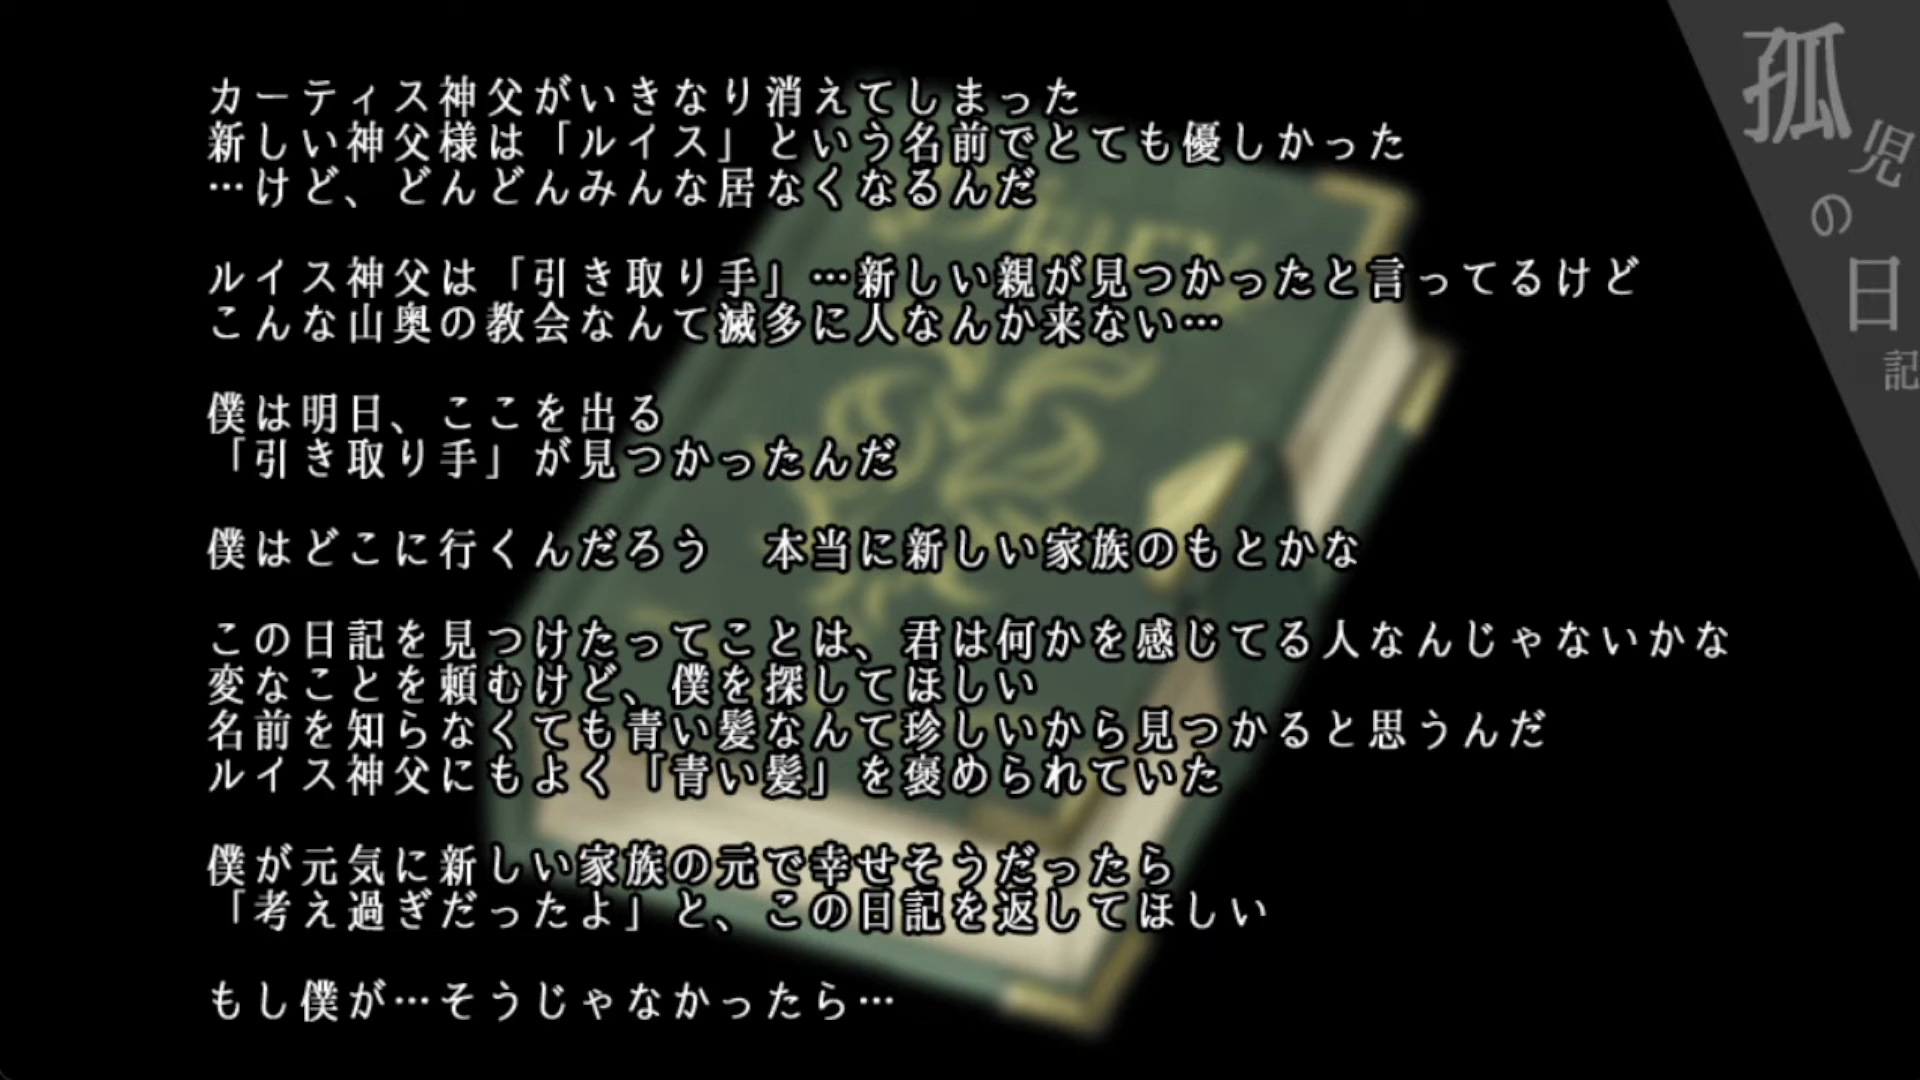 孤児の日記
カーティス神父がいきなり消えてしまった
新しい神父様は「ルイス」という名前でとても優しかった
…けど、どんどんみんな居なくなるんだ
ルイス神父は「引き取り手」…新しい親が見つかったと言ってるけど
こんな山奥の教会なんて滅多に人なんか来ない…
僕は明日、ここを出る
「引き取り手」が見つかったんだ
僕はどこに行くんだろう　本当に新しい家族のもとかな
この日記を見つけたってことは、君は何かを感じてる人なんじゃないかな
変なことを頼むけど、僕を探してほしい
名前を知らなくても青い髪なんて珍しいから見つかると思うんだ
ルイス神父にもよく「青い髪」を褒められていた
僕が元気に新しい家族の元で幸せそうだったら
「考え過ぎだったよ」と、この日記を返してほしい
もし僕が…そうじゃなかったら…
Diary